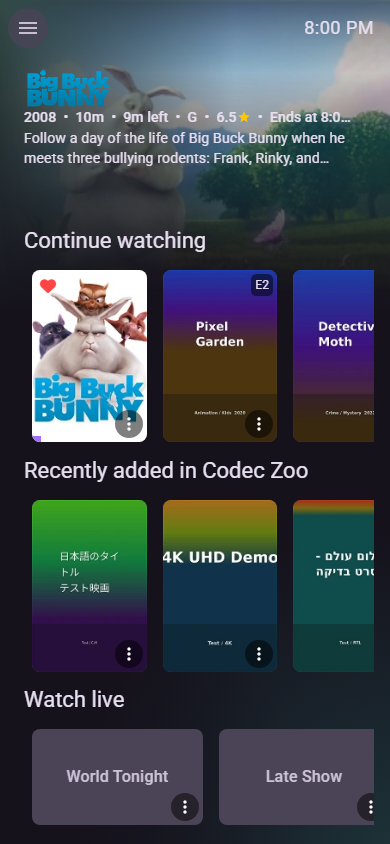 8:00 PM
Big Buck
BUNNY
2008 • 10m • 9m left • G • 6.5★ • Ends at 8:0...
Follow a day of the life of Big Buck Bunny when he
meets three bullying rodents: Frank, Rinky, and...
Continue watching
Big Buck
BUNNY
E2
Pixel
Garden
Animation / Kids 2020
Detectiv
Moth
Crime / Mystery 202
Recently added in Codec Zoo
日本語のタイ
トル
テスト映画
Test / CJK
4K UHD Demo
Test / 4K
לום עולם -
סרט בדיקה
Test / RTL
Watch live
World Tonight
Late Show